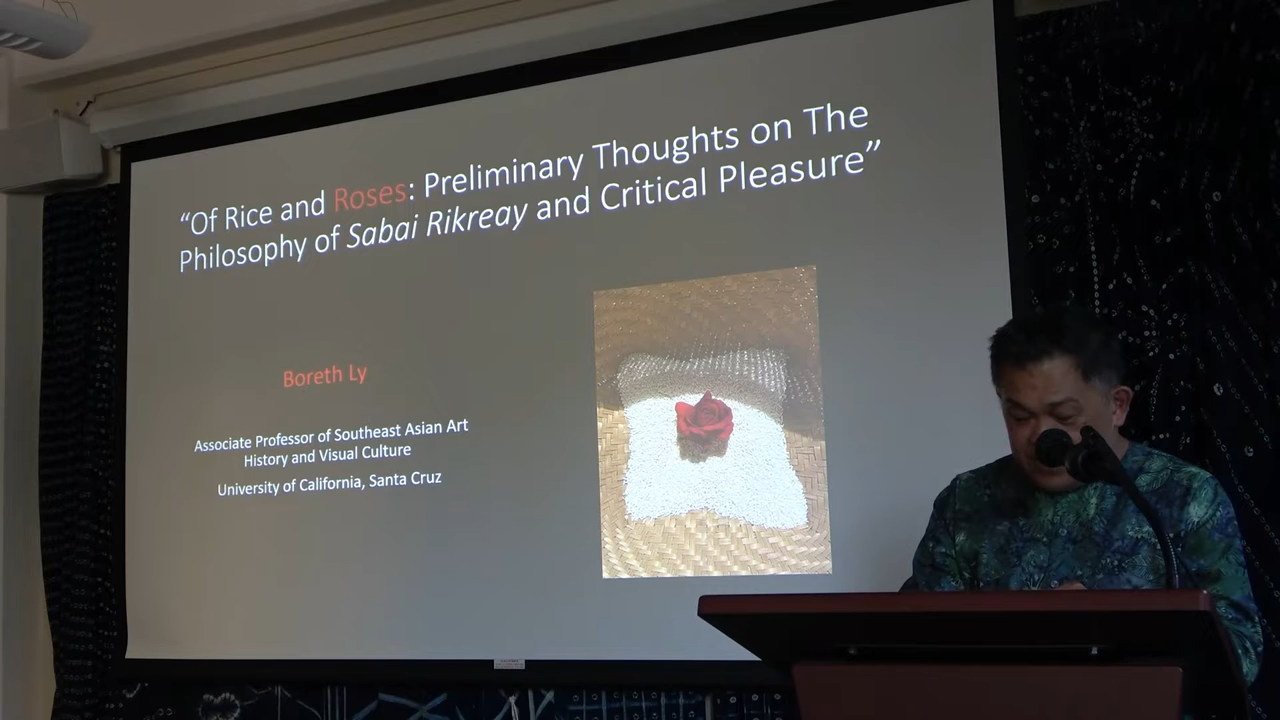 “Of Rice and Roses: Preliminary Thoughts on The
Philosophy of Sabai Rikreay and Critical Pleasure”
Boreth Ly
Associate Professor of Southeast Asian Art
History and Visual Culture
University of California, Santa Cruz